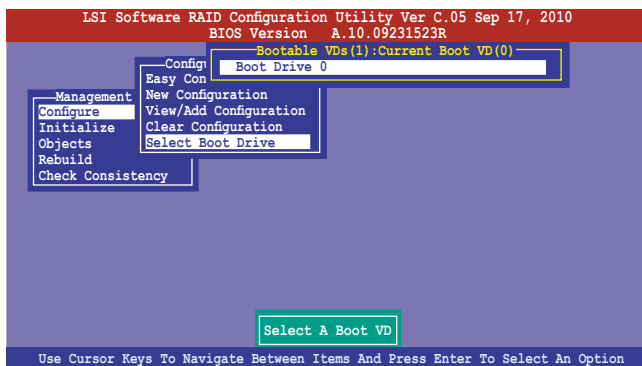 LSI Software RAID Configuration Utility Ver C.05 Sep 17, 2010
BIOS Version A.10.09231523R
Bootable VDs(1):Current Boot VD(0)
Boot Drive 0
Easy Con
New Configuration
View/Add Configuration
Clear Configuration
Select Boot Drive
Management
Configure
Initialize
Objects
Rebuild
Check Consistency
Select A Boot VD
Use Cursor Keys To Navigate Between Items And Press Enter To Select An Option